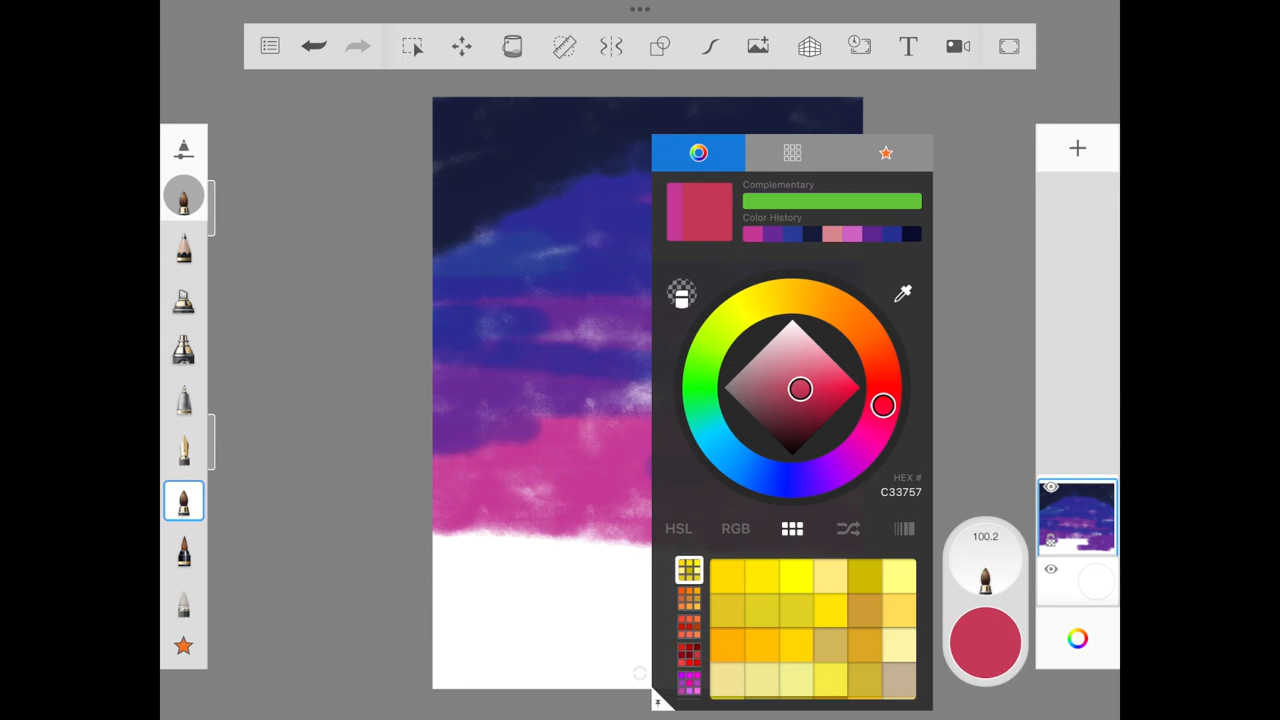 T
Complementary
Color History
HEX #
C33757
HSL RGB
100.2